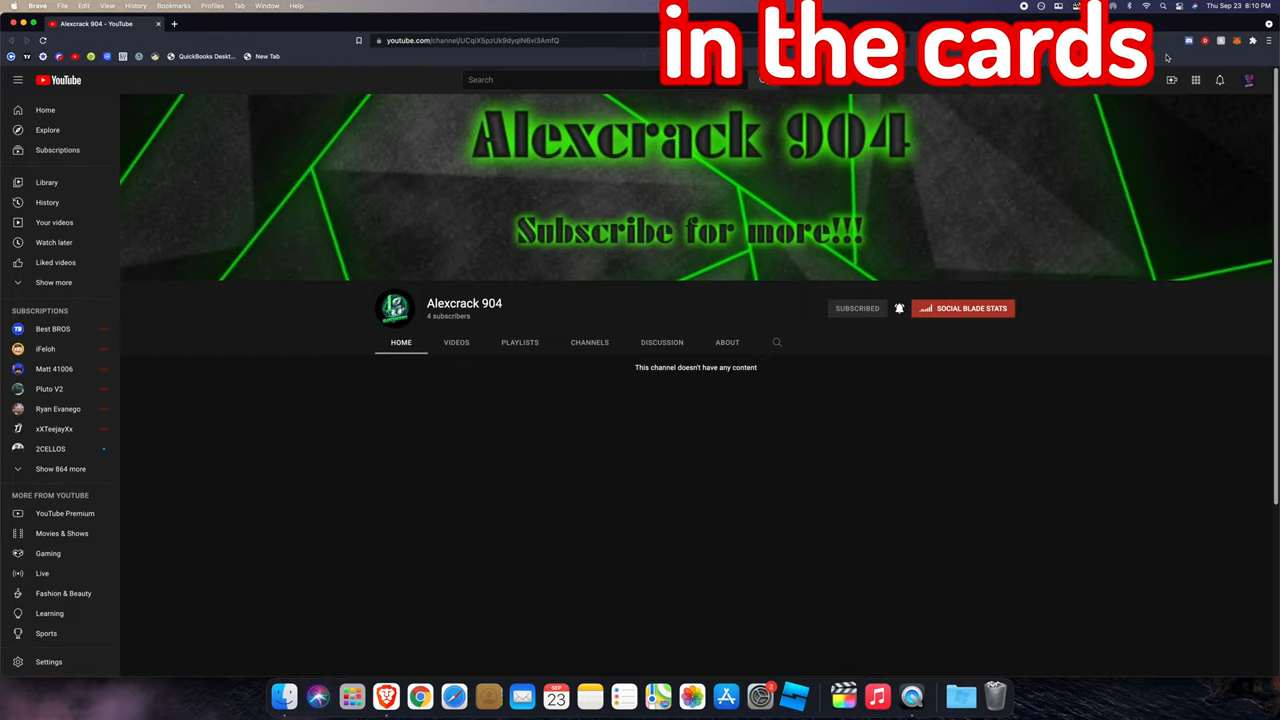 Brave File Edit View History Bookmarks Profiles Tab Window Help
Thu Sep 23 8:10 PM
in the cards
Alexcrack 904 - YouTube
youtube.com/channel/UCqiX5pzUk9dyqlN6vi3AmfQ
QuickBooks Deskt... New Tab
YouTube
Search
Home
Explore
Subscriptions
Library
History
Your videos
Watch later
Liked videos
Show more
SUBSCRIPTIONS
Best BROS
iFeloh
Matt 41006
Pluto V2
Ryan Evanego
xXTeejayXx
2CELLOS
Show 864 more
MORE FROM YOUTUBE
YouTube Premium
Movies & Shows
Gaming
Live
Fashion & Beauty
Learning
Sports
Settings
Alexcrack 904
Subscribe for more!!!
Alexcrack 904
4 subscribers
SUBSCRIBED
SOCIAL BLADE STATS
HOME VIDEOS PLAYLISTS CHANNELS DISCUSSION ABOUT
This channel doesn't have any content
SEP
23
2